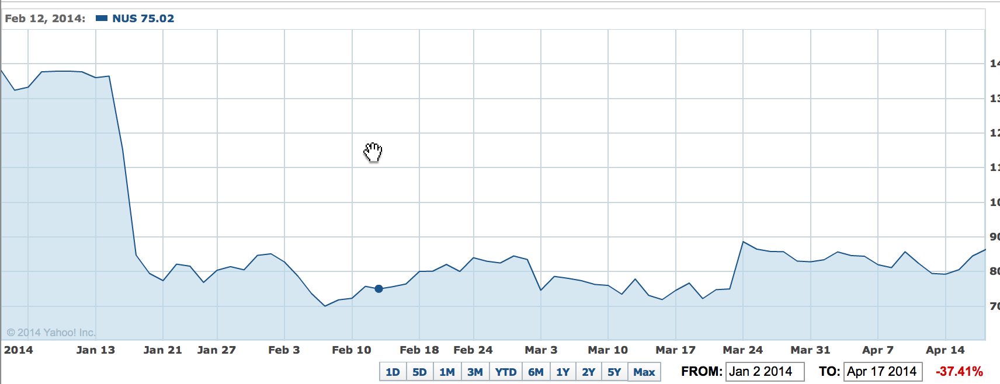 Feb 12, 2014: NUS 75.02
14
13
12
11
10
90
80
70
© 2014 Yahoo! Inc.
2014 Jan 13 Jan 21 Jan 27 Feb 3 Feb 10 Feb 18 Feb 24 Mar 3 Mar 10 Mar 17 Mar 24 Mar 31 Apr 7 Apr 14
1D 5D 1M 3M YTD 6M 1Y 2Y 5Y Max FROM: Jan 2 2014 TO: Apr 17 2014 -37.41%